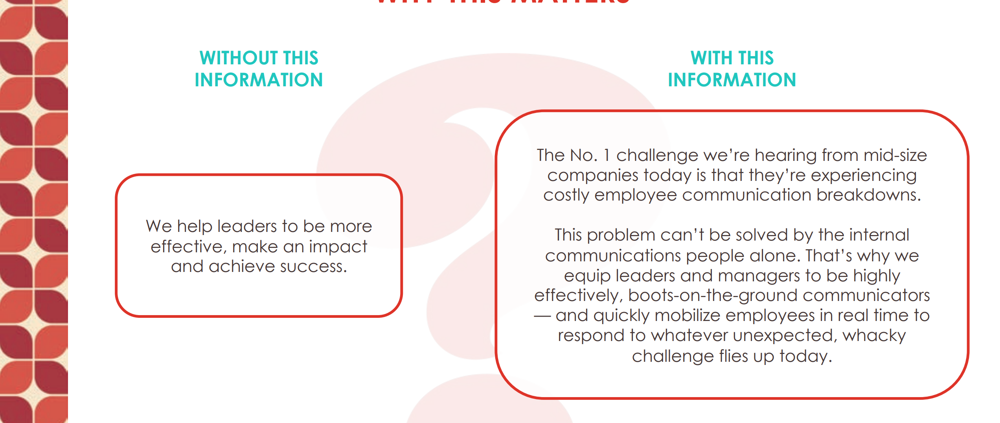 WHY THIS MATTERS
WITHOUT THIS
INFORMATION
WITH THIS
INFORMATION
We help leaders to be more
effective, make an impact
and achieve success.
The No. 1 challenge we’re hearing from mid-size
companies today is that they’re experiencing
costly employee communication breakdowns.
This problem can’t be solved by the internal
communications people alone. That’s why we
equip leaders and managers to be highly
effectively, boots-on-the-ground communicators
— and quickly mobilize employees in real time to
respond to whatever unexpected, whacky
challenge flies up today.